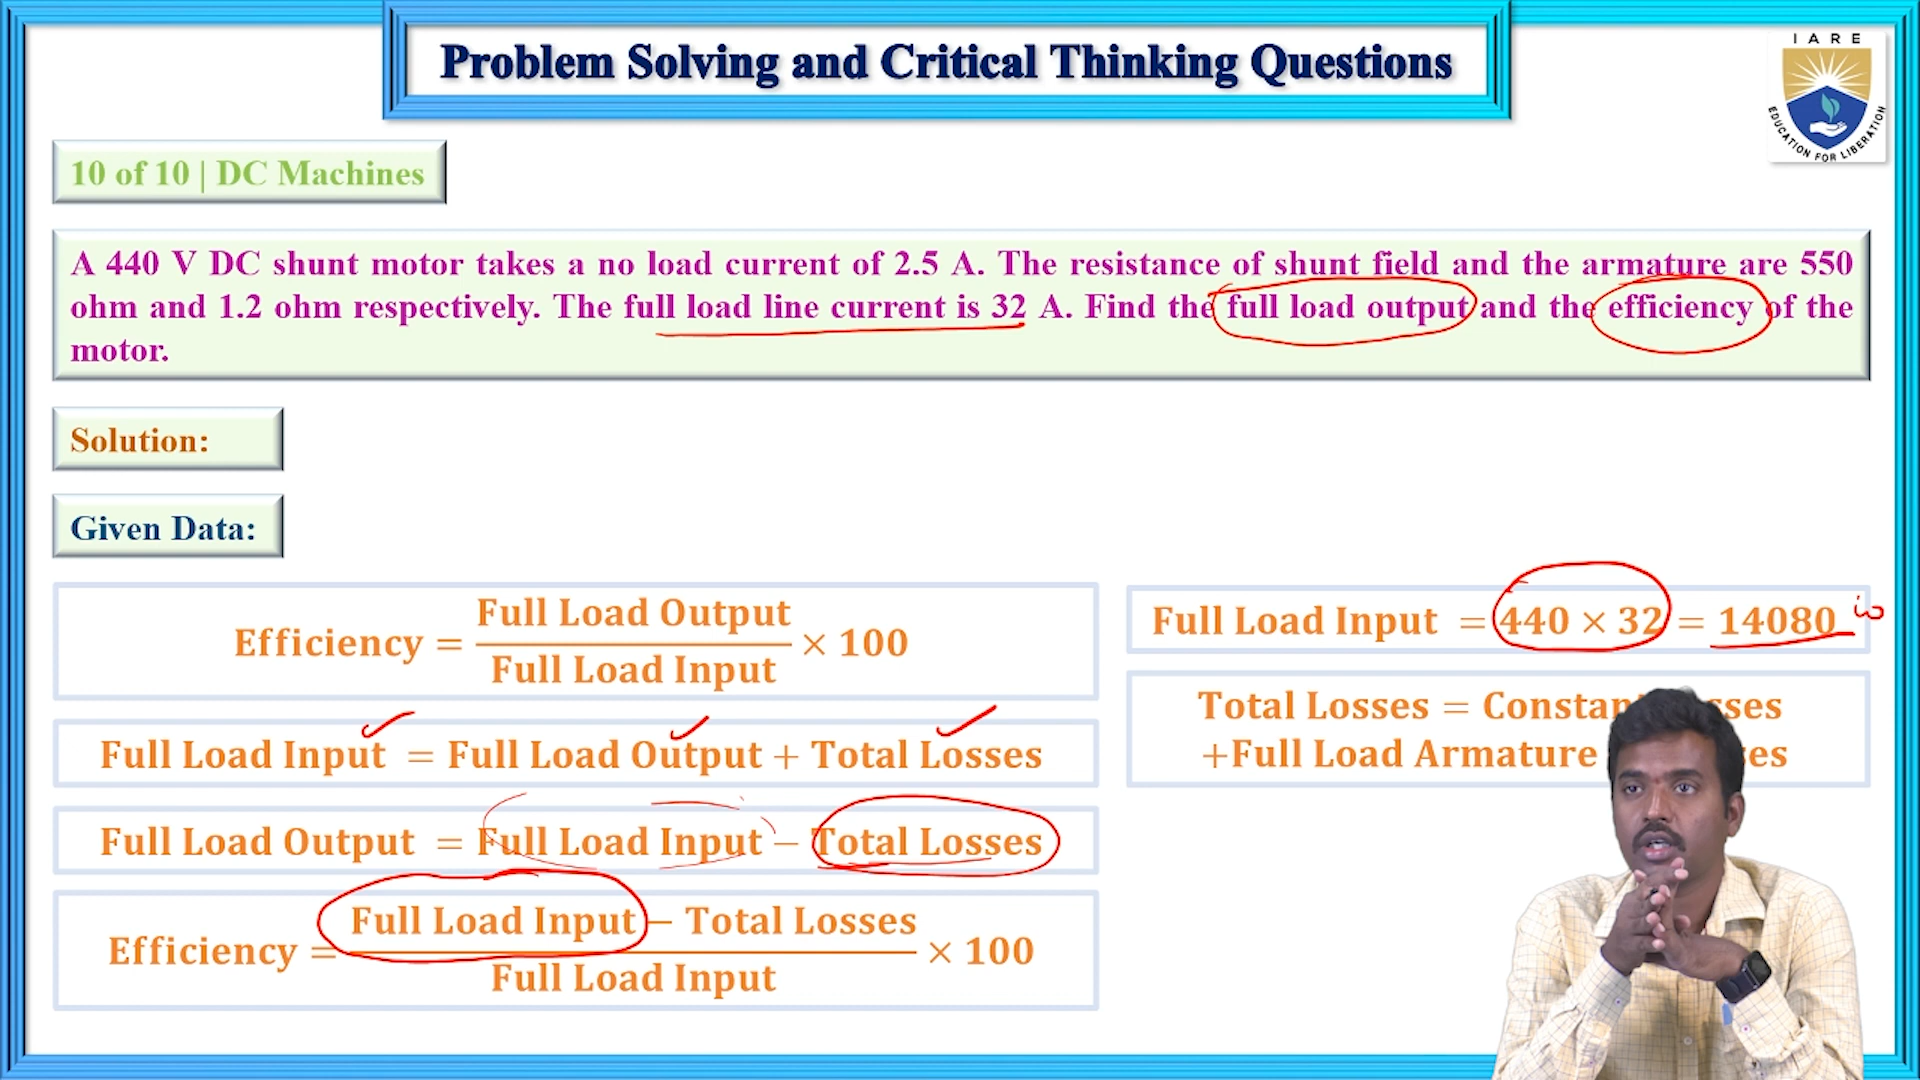 Problem Solving and Critical Thinking Questions
I A R E
EDUCATION FOR LIBERATION
10 of 10 | DC Machines
A 440 V DC shunt motor takes a no load current of 2.5 A. The resistance of shunt field and the armature are 550
ohm and 1.2 ohm respectively. The full load line current is 32 A. Find the full load output and the efficiency of the
motor.
Solution:
Given Data:
Efficiency = Full Load Output / Full Load Input × 100
Full Load Input = Full Load Output + Total Losses
Full Load Output = Full Load Input − Total Losses
Efficiency = Full Load Input − Total Losses / Full Load Input × 100
Full Load Input = 440 × 32 = 14080
Total Losses = Constan
+Full Load Armature